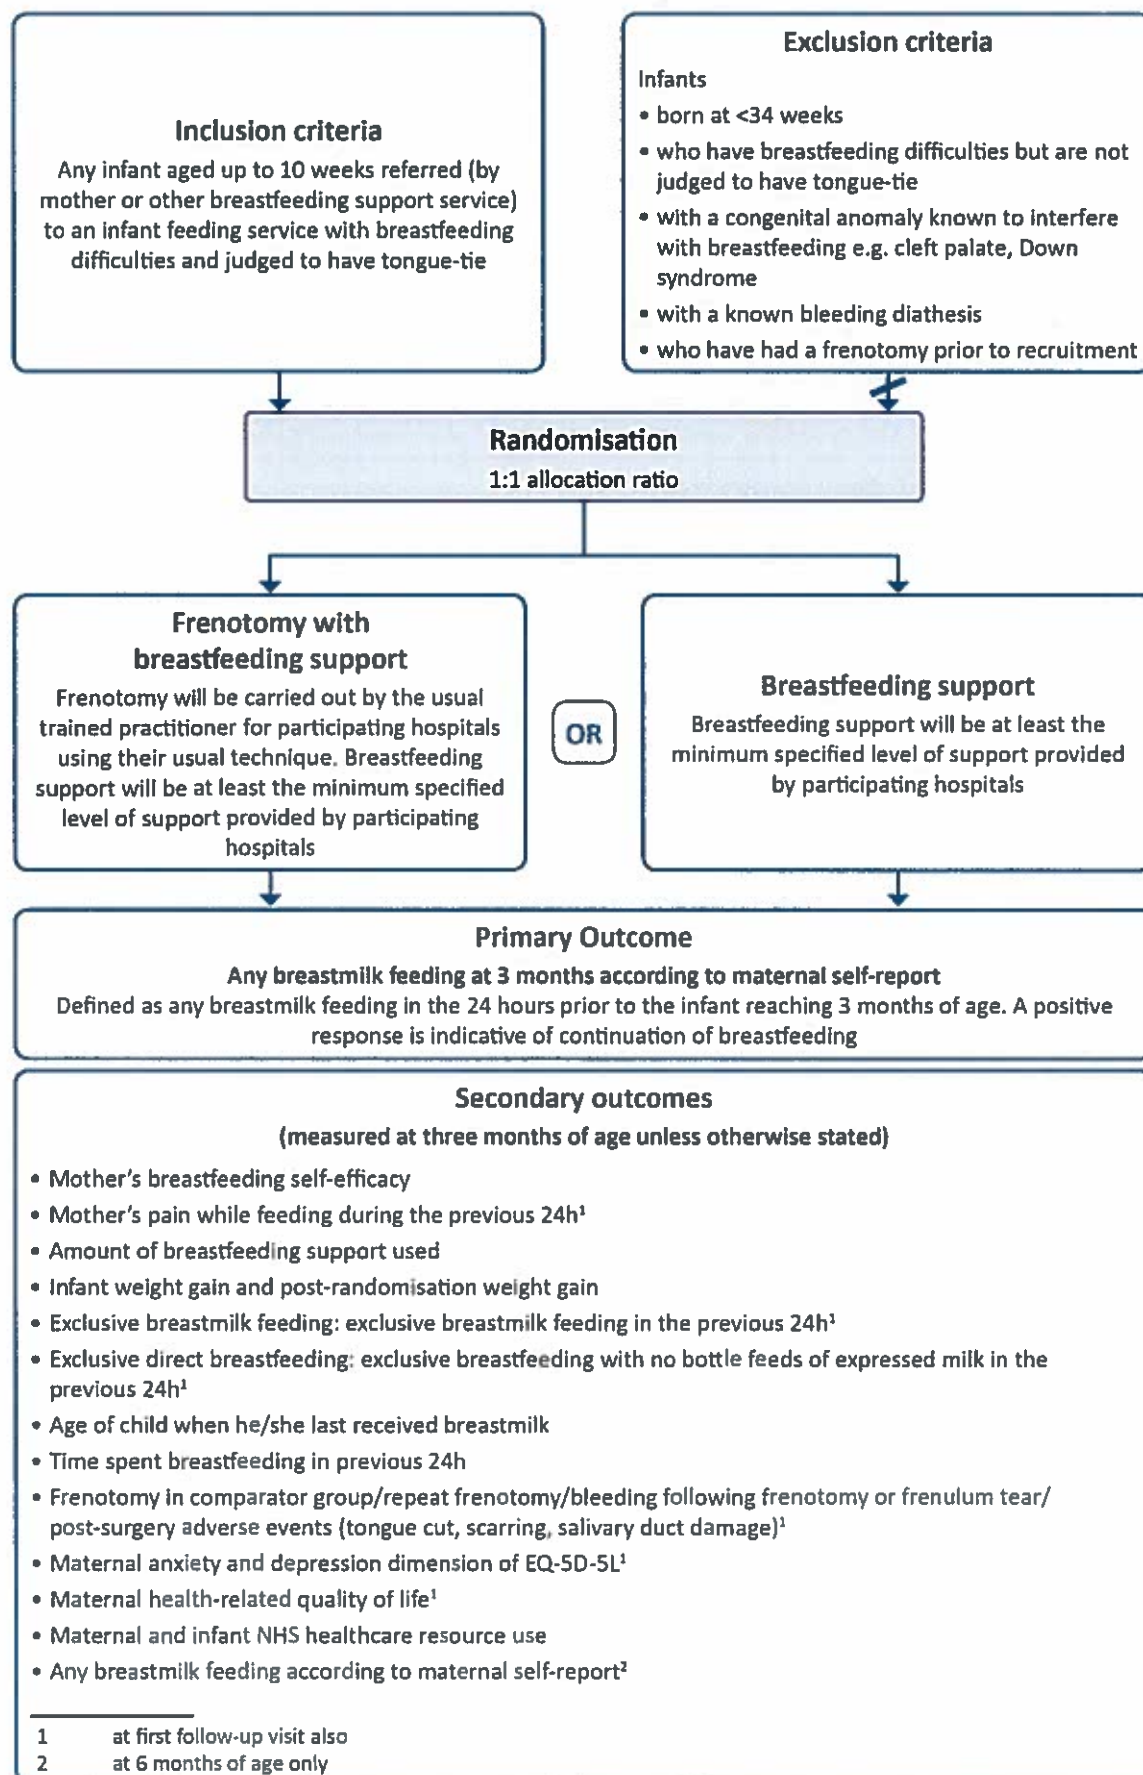 Inclusion criteria
Any infant aged up to 10 weeks referred (by
mother or other breastfeeding support service)
to an infant feeding service with breastfeeding
difficulties and judged to have tongue-tie
Exclusion criteria
Infants
• born at <34 weeks
• who have breastfeeding difficulties but are not
judged to have tongue-tie
• with a congenital anomaly known to interfere
with breastfeeding e.g. cleft palate, Down
syndrome
• with a known bleeding diathesis
• who have had a frenotomy prior to recruitment
Randomisation
1:1 allocation ratio
Frenotomy with
breastfeeding support
Frenotomy will be carried out by the usual
trained practitioner for participating hospitals
using their usual technique. Breastfeeding
support will be at least the minimum specified
level of support provided by participating
hospitals
OR
Breastfeeding support
Breastfeeding support will be at least the
minimum specified level of support provided
by participating hospitals
Primary Outcome
Any breastmilk feeding at 3 months according to maternal self-report
Defined as any breastmilk feeding in the 24 hours prior to the infant reaching 3 months of age. A positive
response is indicative of continuation of breastfeeding
Secondary outcomes
(measured at three months of age unless otherwise stated)
• Mother's breastfeeding self-efficacy
• Mother's pain while feeding during the previous 24h¹
• Amount of breastfeeding support used
• Infant weight gain and post-randomisation weight gain
• Exclusive breastmilk feeding: exclusive breastmilk feeding in the previous 24h¹
• Exclusive direct breastfeeding: exclusive breastfeeding with no bottle feeds of expressed milk in the
previous 24h¹
• Age of child when he/she last received breastmilk
• Time spent breastfeeding in previous 24h
• Frenotomy in comparator group/repeat frenotomy/bleeding following frenotomy or frenulum tear/
post-surgery adverse events (tongue cut, scarring, salivary duct damage)¹
• Maternal anxiety and depression dimension of EQ-5D-5L¹
• Maternal health-related quality of life¹
• Maternal and infant NHS healthcare resource use
• Any breastmilk feeding according to maternal self-report²
1 at first follow-up visit also
2 at 6 months of age only